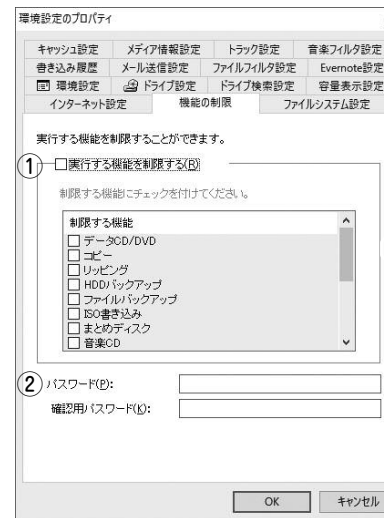 環境設定のプロパティ
キャッシュ設定 メディア情報設定 トラック設定 音楽フィルタ設定
書き込み履歴 メール送信設定 ファイルフィルタ設定 Evernote設定
環境設定 ドライブ設定 ドライブ検索設定 容量表示設定
インターネット設定 機能の制限 ファイルシステム設定
実行する機能を制限することができます。
① 実行する機能を制限する(R)
制限する機能にチェックを付けてください。
制限する機能
データCD/DVD
コピー
リッピング
HDDバックアップ
ファイルバックアップ
ISO書き込み
まとめディスク
音楽CD
② パスワード(P):
確認用パスワード(K):
OK キャンセル